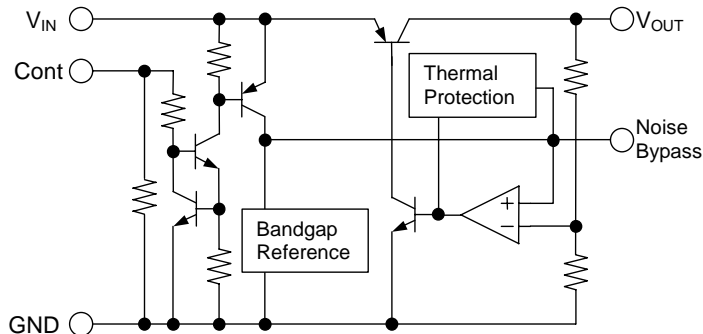 VIN
VOUT
Cont
Thermal
Protection
Noise
Bypass
+
−
Bandgap
Reference
GND